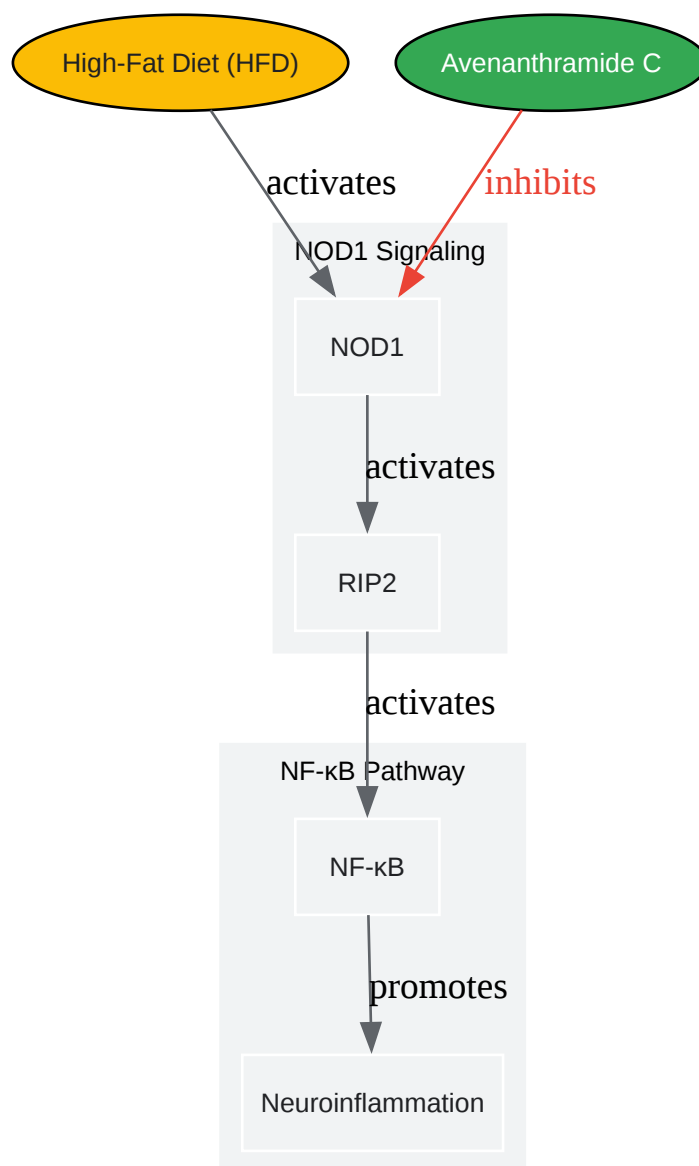 High-Fat Diet (HFD)
Avenanthramide C
activates
inhibits
NOD1 Signaling
NOD1
activates
RIP2
activates
NF-κB Pathway
NF-κB
promotes
Neuroinflammation